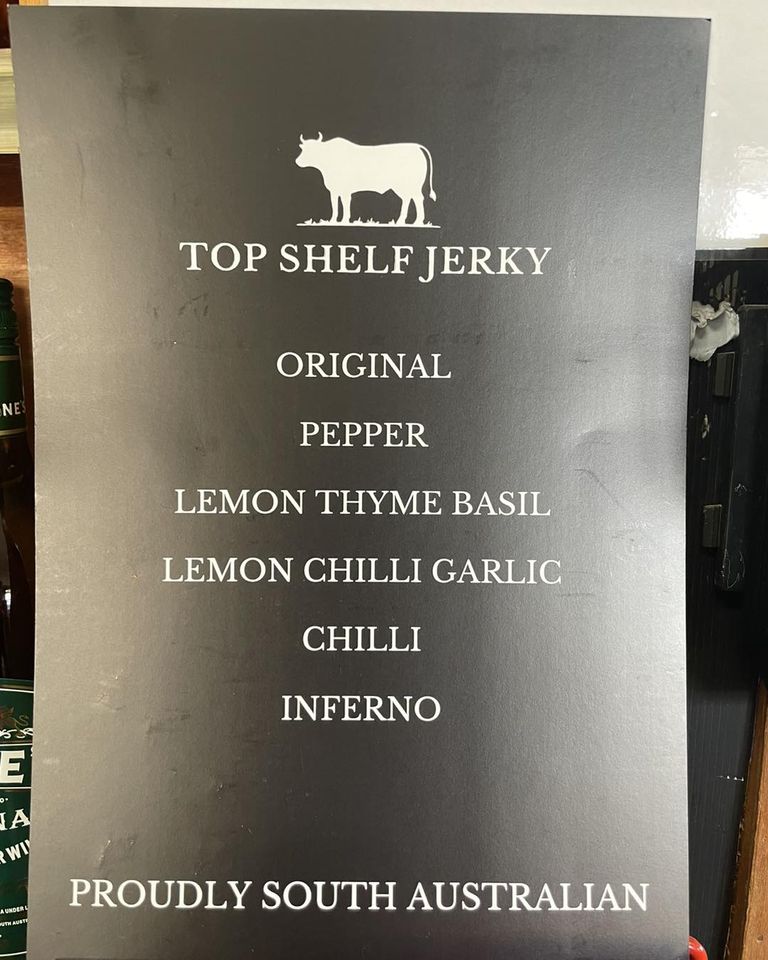 TOP SHELF JERKY
ORIGINAL
PEPPER
LEMON THYME BASIL
LEMON CHILLI GARLIC
CHILLI
INFERNO
PROUDLY SOUTH AUSTRALIAN